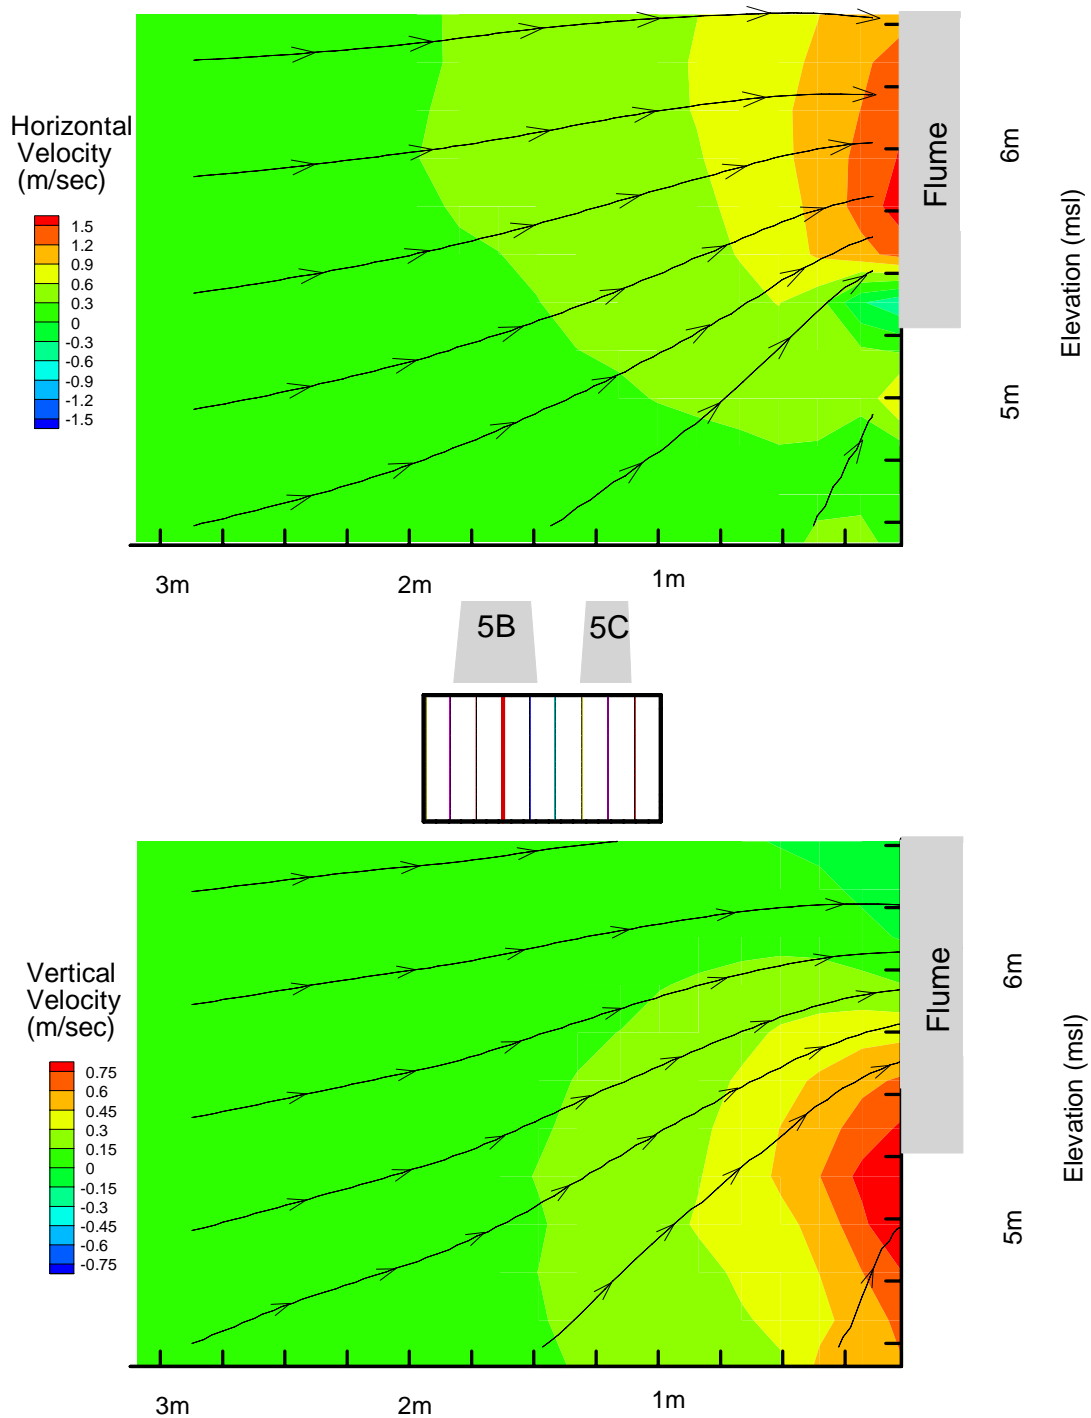 Horizontal
Velocity
(m/sec)
1.5
1.2
0.9
0.6
0.3
0
-0.3
-0.6
-0.9
-1.2
-1.5
Flume
6m
5m
Elevation (msl)
3m 2m 1m
5B 5C
Vertical
Velocity
(m/sec)
0.75
0.6
0.45
0.3
0.15
0
-0.15
-0.3
-0.45
-0.6
-0.75
Flume
6m
5m
Elevation (msl)
3m 2m 1m